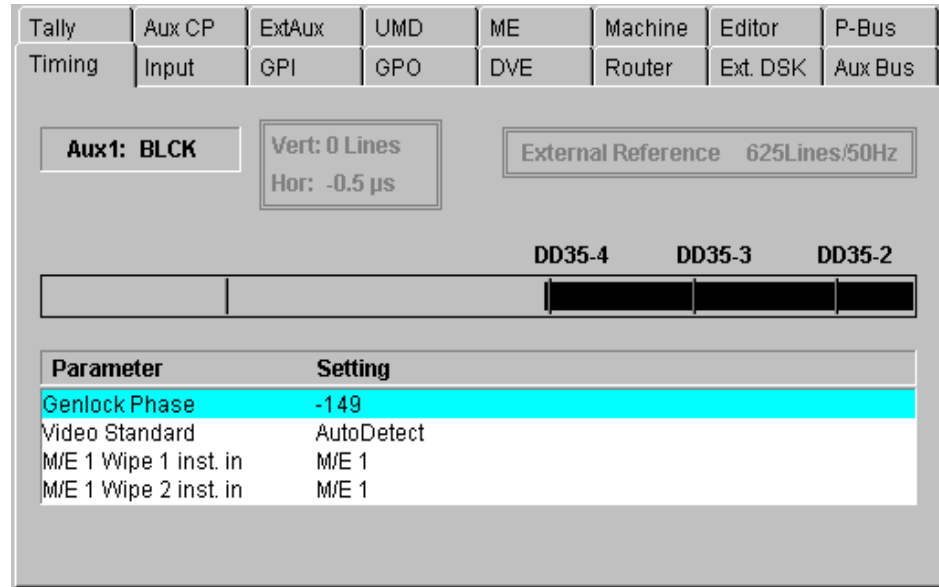 Tally Aux CP ExtAux UMD ME Machine Editor P-Bus
Timing Input GPI GPO DVE Router Ext. DSK Aux Bus
Aux1: BLCK
Vert: 0 Lines
Hor: -0.5 µs
External Reference 625Lines/50Hz
DD35-4 DD35-3 DD35-2
Parameter Setting
Genlock Phase -149
Video Standard AutoDetect
M/E 1 Wipe 1 inst. in M/E 1
M/E 1 Wipe 2 inst. in M/E 1